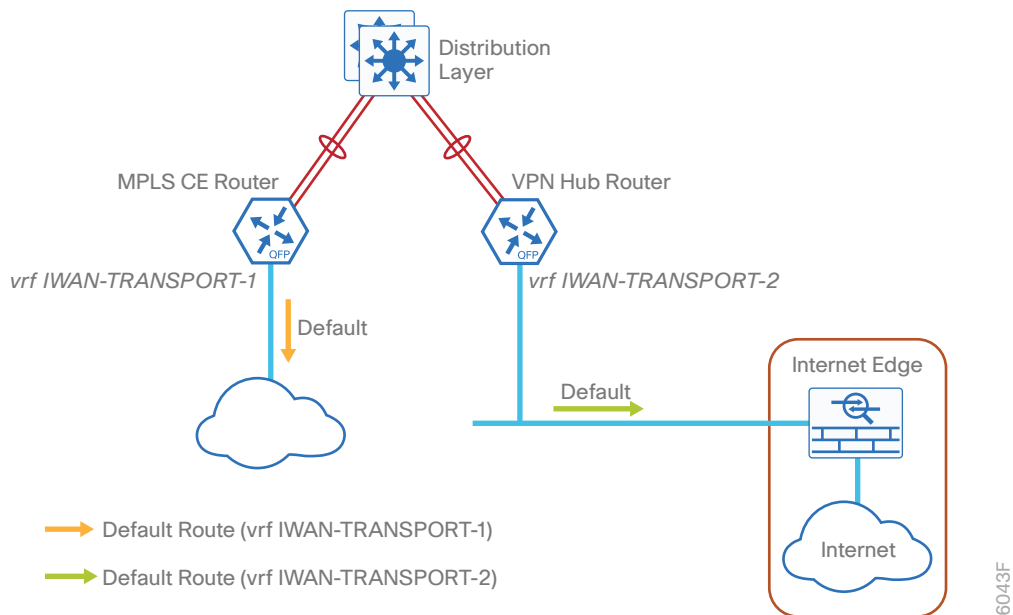 Distribution
Layer
MPLS CE Router
VPN Hub Router
QFP
QFP
vrf IWAN-TRANSPORT-1
vrf IWAN-TRANSPORT-2
Default
Internet Edge
Default
Default Route (vrf IWAN-TRANSPORT-1)
Internet
Default Route (vrf IWAN-TRANSPORT-2)
6043F